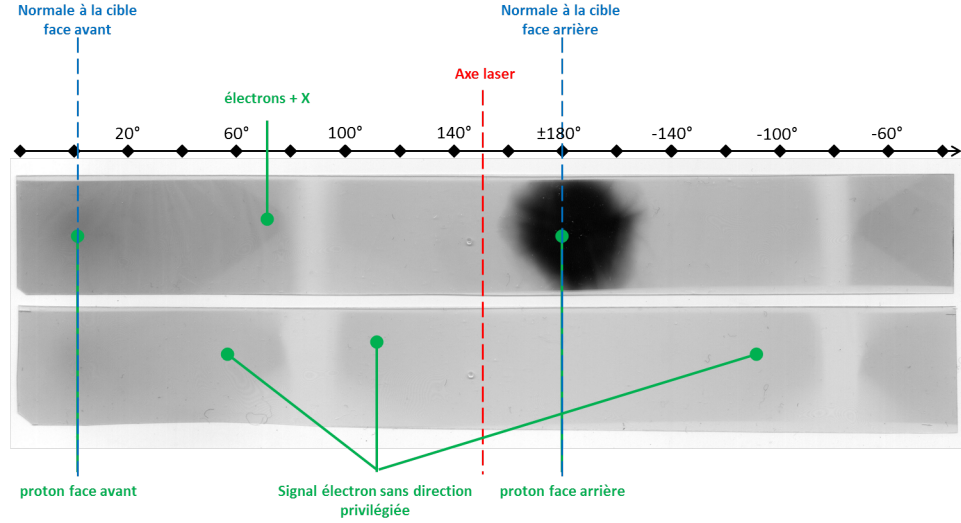 Normale à la cible
face avant
Normale à la cible
face arrière
Axe laser
électrons + X
20°
60°
100°
140°
±180°
-140°
-100°
-60°
proton face avant
Signal électron sans direction
privilégiée
proton face arrière